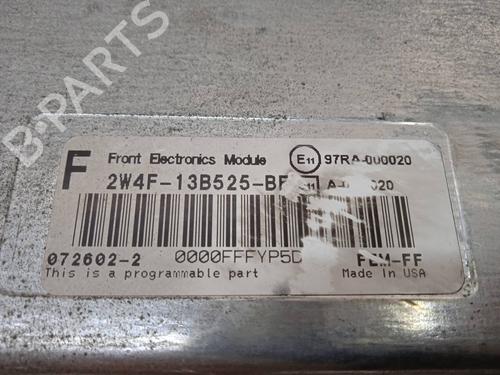 B-PARTS
F Front Electronics Module E11 97RA-000020
2W4F-13B525-BF
072602-2 0000FFFYP5D
This is a programmable part Made In USA